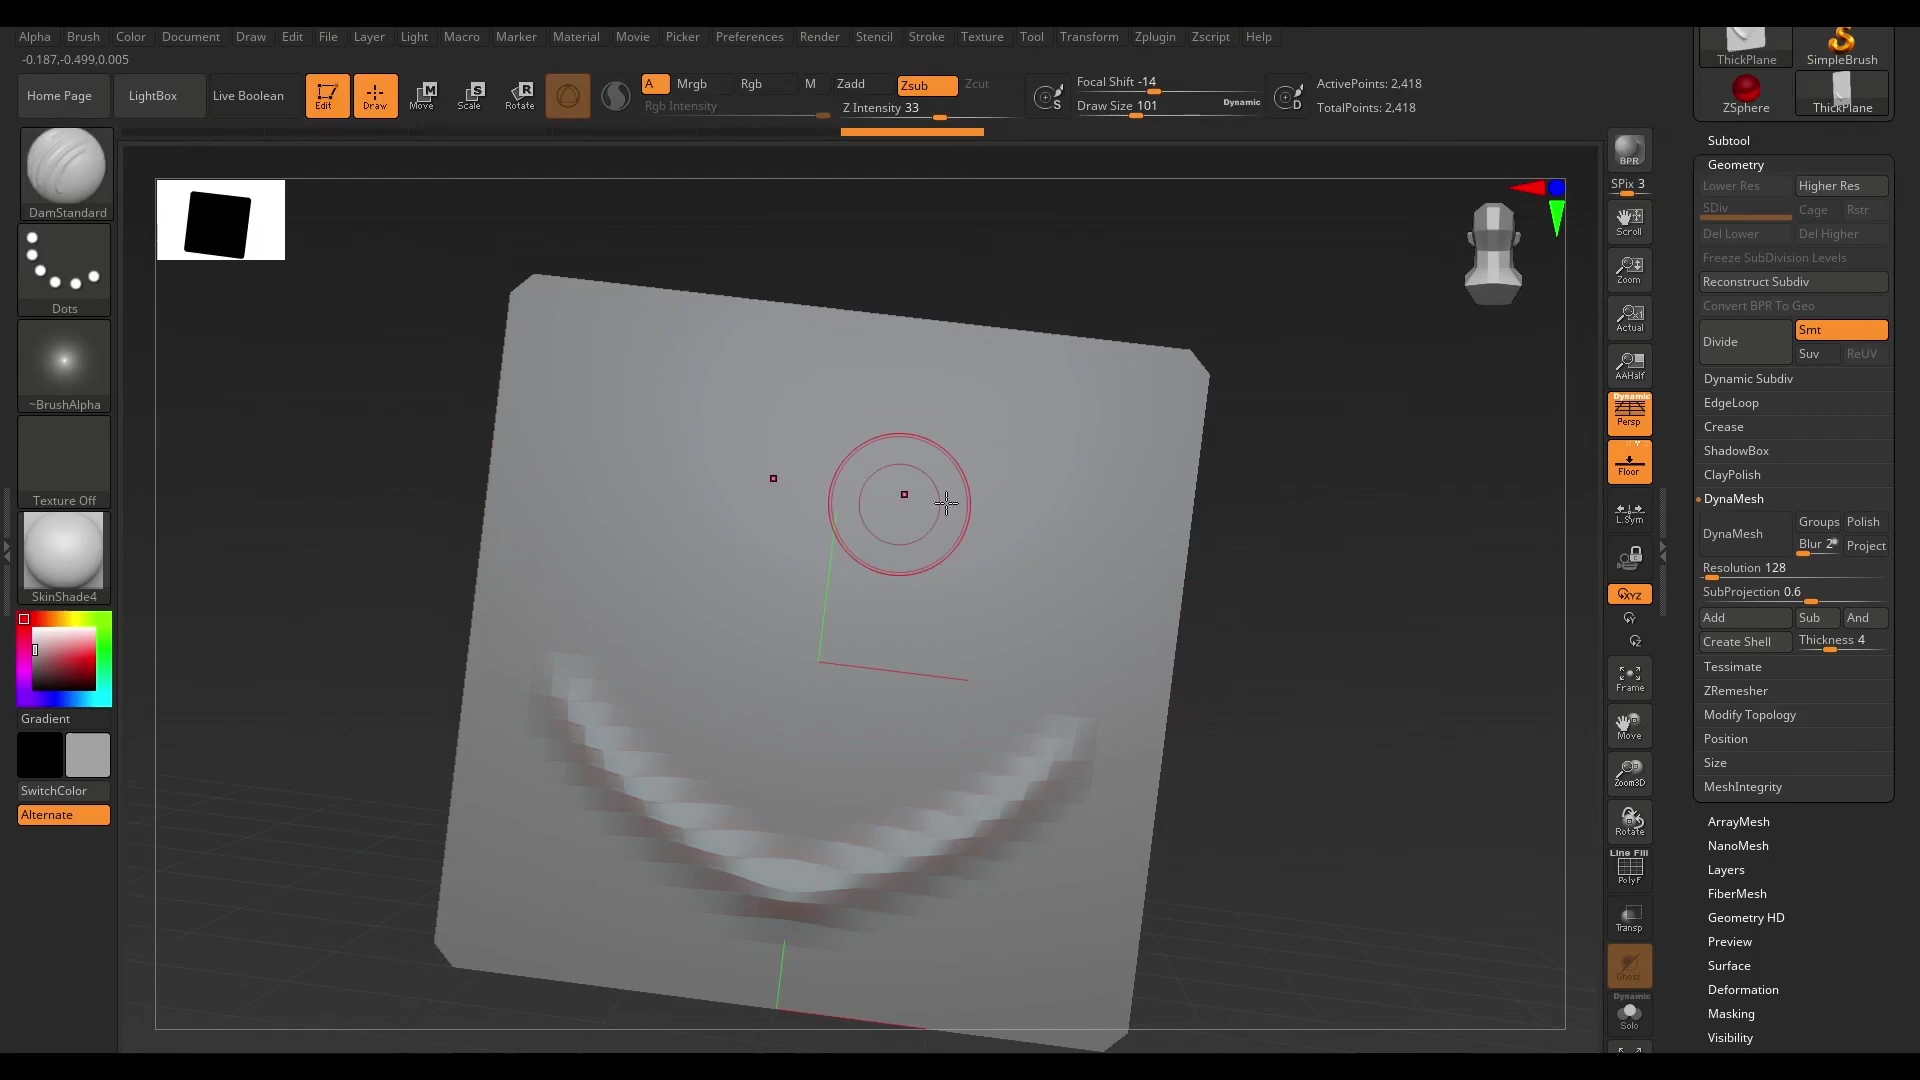 Alpha Brush Color Document Draw Edit File Layer Light Macro Marker Material Movie Picker Preferences Render Stencil Stroke Texture Tool Transform Zplugin Zscript Help
-0.187,-0.499,0.005
Home Page LightBox Live Boolean Edit Draw Move Scale Rotate
A Mrgb Rgb M Zadd Zsub Zcut
Rgb Intensity Z Intensity 33
S Focal Shift -14
Draw Size 101 Dynamic
D ActivePoints: 2,418
TotalPoints: 2,418
DamStandard
Dots
~BrushAlpha
Texture Off
SkinShade4
Gradient
SwitchColor
Alternate
BPR
SPix 3
Scroll
Zoom
Actual
AAHalf
Dynamic
Persp
Floor
L.Sym
XYZ
Y
Z
Frame
Move
Zoom3D
Rotate
Line Fill
PolyF
Transp
Ghost
Dynamic
Solo
ThickPlane SimpleBrush
ZSphere ThickPlane
Subtool
Geometry
Lower Res Higher Res
SDiv Cage Rstr
Del Lower Del Higher
Freeze SubDivision Levels
Reconstruct Subdiv
Convert BPR To Geo
Divide Smt
Suv ReUV
Dynamic Subdiv
EdgeLoop
Crease
ShadowBox
ClayPolish
DynaMesh
DynaMesh Groups Polish
Blur 2 Project
Resolution 128
SubProjection 0.6
Add Sub And
Create Shell Thickness 4
Tessimate
ZRemesher
Modify Topology
Position
Size
MeshIntegrity
ArrayMesh
NanoMesh
Layers
FiberMesh
Geometry HD
Preview
Surface
Deformation
Masking
Visibility